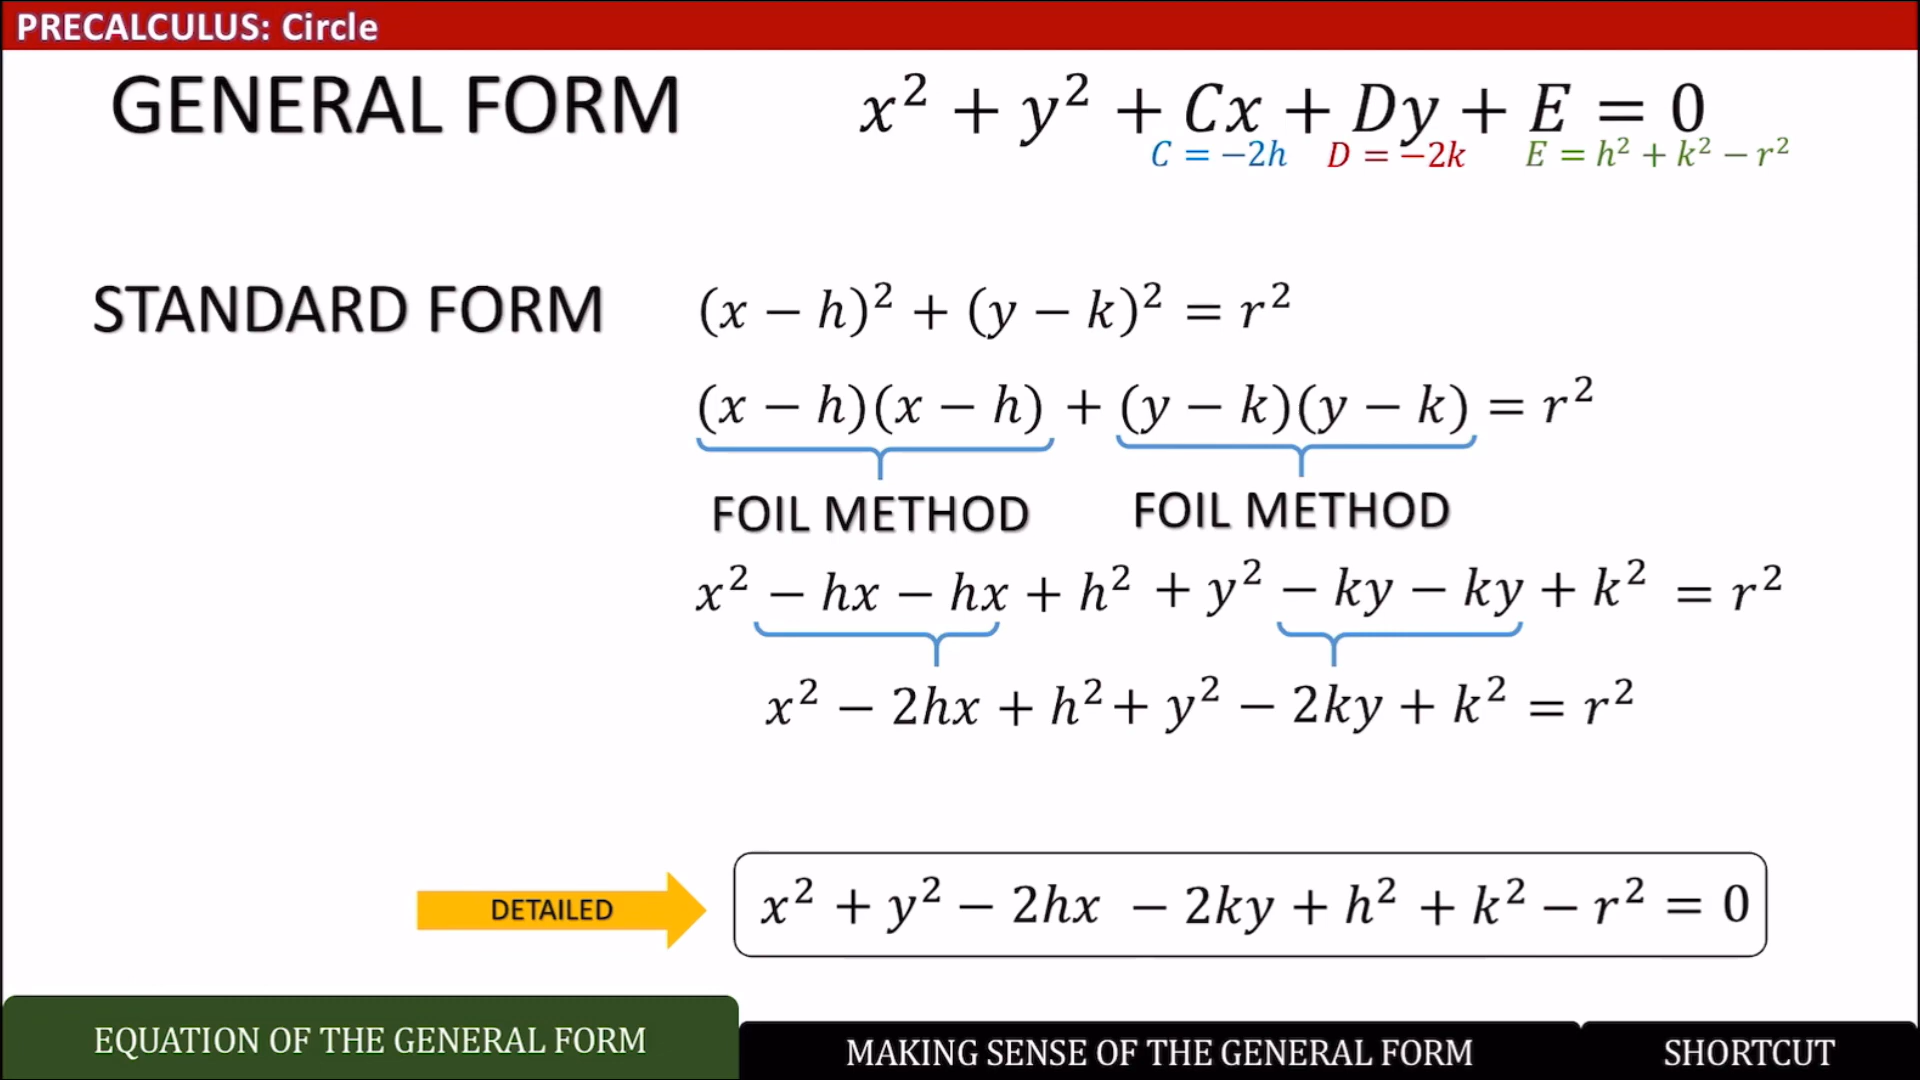 PRECALCULUS: Circle
GENERAL FORM x² + y² + Cx + Dy + E = 0
C = −2h D = −2k E = h² + k² − r²
STANDARD FORM (x − h)² + (y − k)² = r²
(x − h)(x − h) + (y − k)(y − k) = r²
FOIL METHOD FOIL METHOD
x² − hx − hx + h² + y² − ky − ky + k² = r²
x² − 2hx + h² + y² − 2ky + k² = r²
DETAILED x² + y² − 2hx − 2ky + h² + k² − r² = 0
EQUATION OF THE GENERAL FORM MAKING SENSE OF THE GENERAL FORM SHORTCUT